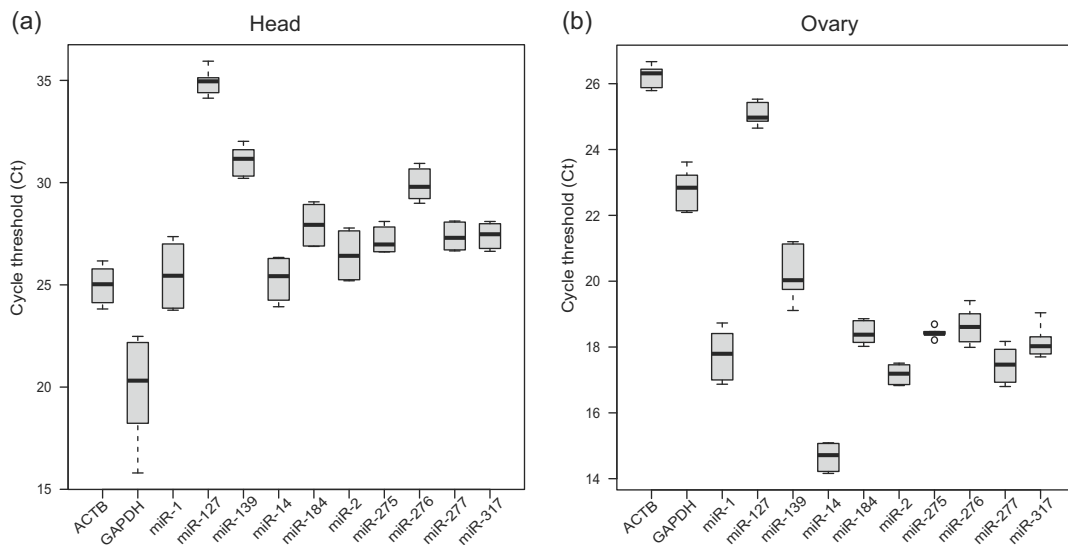 (a)
Head
Cycle threshold (Ct)
35
30
25
20
15
ACTB
GAPDH
miR-1
miR-127
miR-139
miR-14
miR-184
miR-2
miR-275
miR-276
miR-277
miR-317
(b)
Ovary
Cycle threshold (Ct)
26
24
22
20
18
16
14
ACTB
GAPDH
miR-1
miR-127
miR-139
miR-14
miR-184
miR-2
miR-275
miR-276
miR-277
miR-317